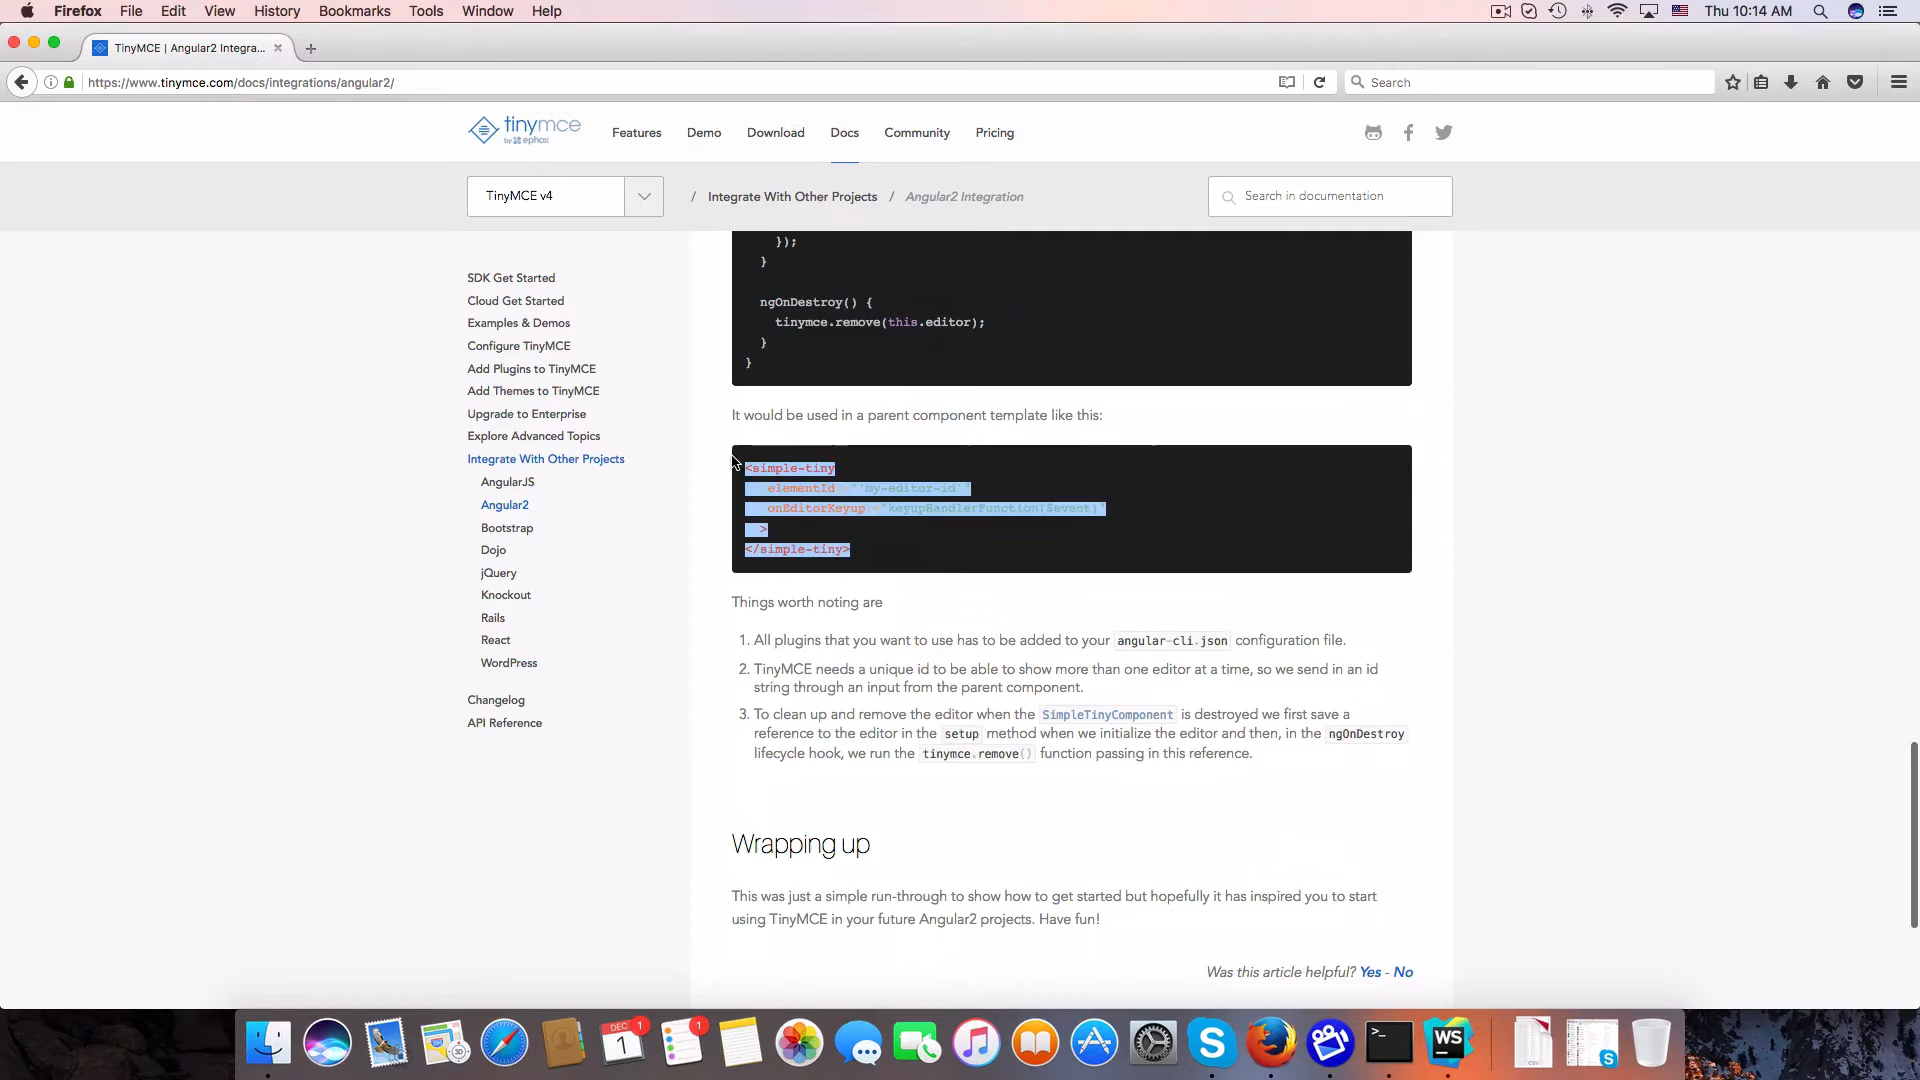 Firefox File Edit View History Bookmarks Tools Window Help Thu 10:14 AM
TinyMCE | Angular2 Integra...
https://www.tinymce.com/docs/integrations/angular2/ Search
tinymce by ephox Features Demo Download Docs Community Pricing
TinyMCE v4 / Integrate With Other Projects / Angular2 Integration Search in documentation
SDK Get Started
Cloud Get Started
Examples & Demos
Configure TinyMCE
Add Plugins to TinyMCE
Add Themes to TinyMCE
Upgrade to Enterprise
Explore Advanced Topics
Integrate With Other Projects
AngularJS
Angular2
Bootstrap
Dojo
jQuery
Knockout
Rails
React
WordPress
Changelog
API Reference
});
}
ngOnDestroy() {
tinymce.remove(this.editor);
}
}
It would be used in a parent component template like this:
<simple-tiny
elementId="'my-editor-id'"
onEditorKeyup="keyupHandlerFunction($event)"
>
</simple-tiny>
Things worth noting are
1. All plugins that you want to use has to be added to your angular-cli.json configuration file.
2. TinyMCE needs a unique id to be able to show more than one editor at a time, so we send in an id
string through an input from the parent component.
3. To clean up and remove the editor when the SimpleTinyComponent is destroyed we first save a
reference to the editor in the setup method when we initialize the editor and then, in the ngOnDestroy
lifecycle hook, we run the tinymce.remove() function passing in this reference.
Wrapping up
This was just a simple run-through to show how to get started but hopefully it has inspired you to start
using TinyMCE in your future Angular2 projects. Have fun!
Was this article helpful? Yes - No
DEC 1 1
1
WS
CSV